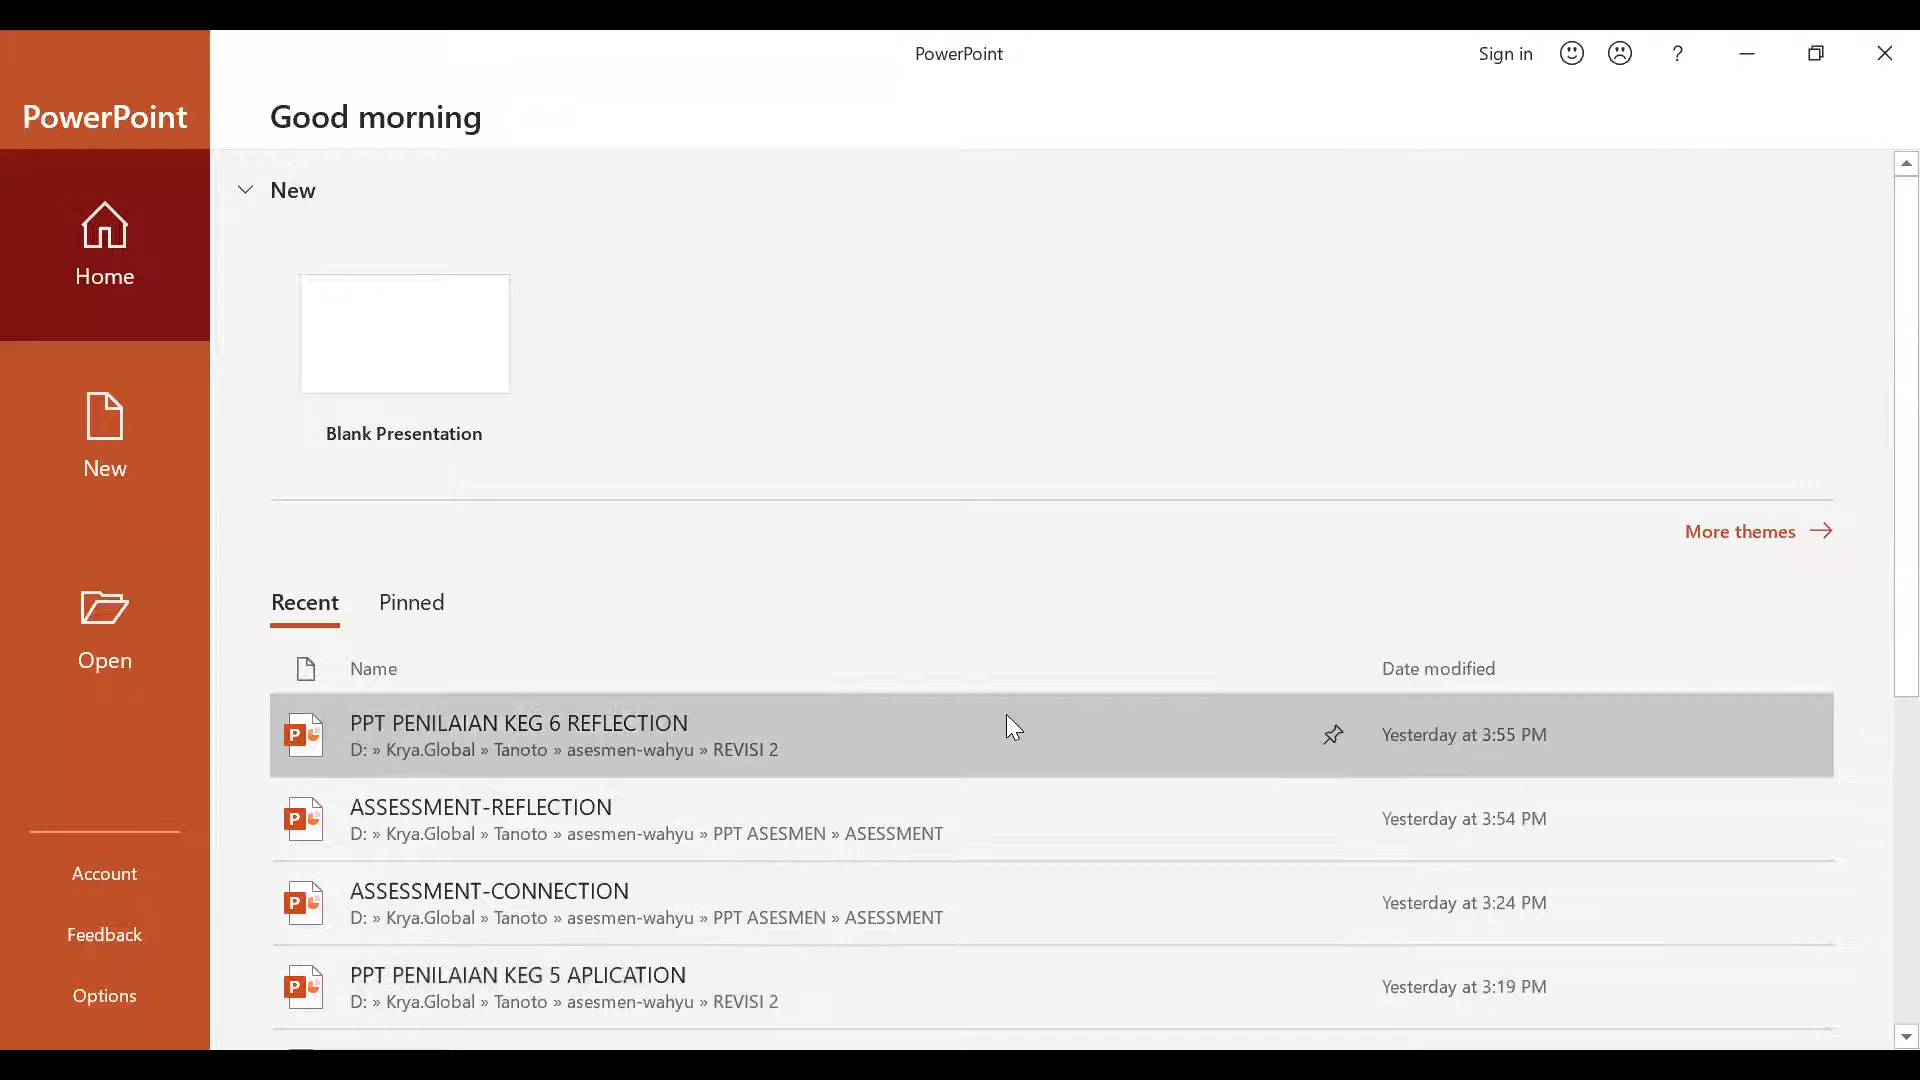 PowerPoint
Sign in
?
PowerPoint
Good morning
Home
New
Open
Account
Feedback
Options
New
Blank Presentation
More themes
Recent
Pinned
Name
Date modified
PPT PENILAIAN KEG 6 REFLECTION
D: » Krya.Global » Tanoto » asesmen-wahyu » REVISI 2
Yesterday at 3:55 PM
ASSESSMENT-REFLECTION
D: » Krya.Global » Tanoto » asesmen-wahyu » PPT ASESMEN » ASESSMENT
Yesterday at 3:54 PM
ASSESSMENT-CONNECTION
D: » Krya.Global » Tanoto » asesmen-wahyu » PPT ASESMEN » ASESSMENT
Yesterday at 3:24 PM
PPT PENILAIAN KEG 5 APLICATION
D: » Krya.Global » Tanoto » asesmen-wahyu » REVISI 2
Yesterday at 3:19 PM